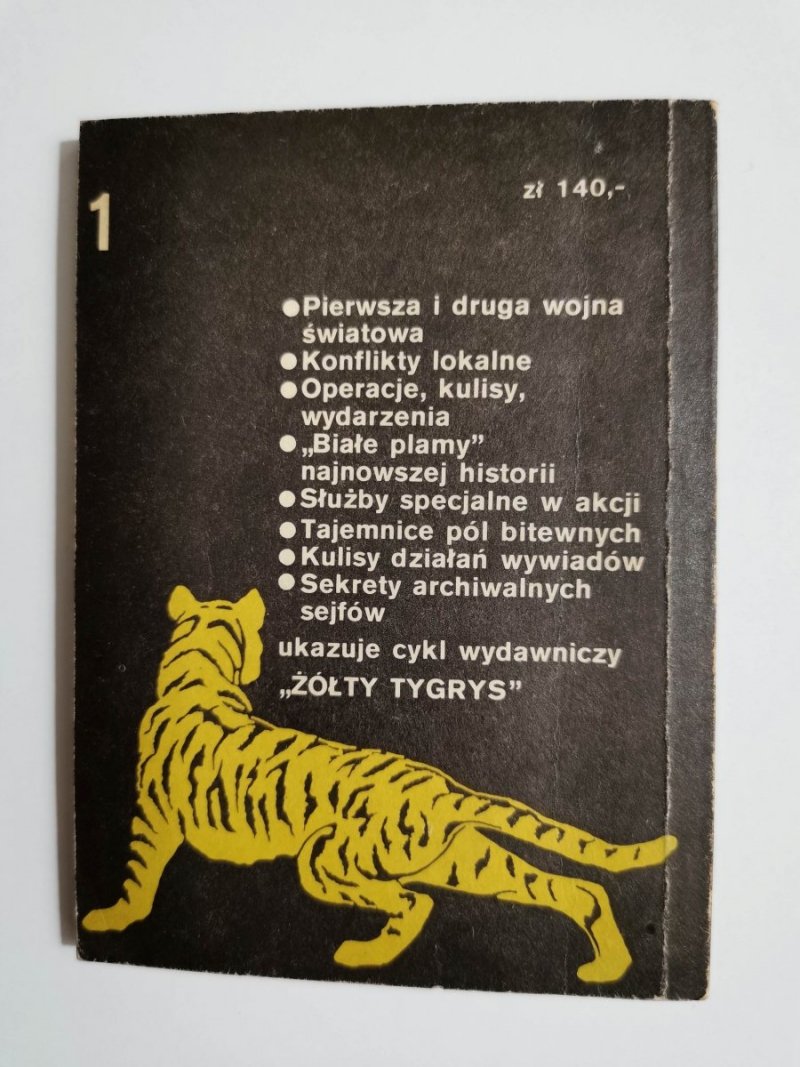 1
zł 140,-
●Pierwsza i druga wojna
światowa
●Konflikty lokalne
●Operacje, kulisy,
wydarzenia
●„Białe plamy”
najnowszej historii
●Służby specjalne w akcji
●Tajemnice pól bitewnych
●Kulisy działań wywiadów
●Sekrety archiwalnych
sejfów
ukazuje cykl wydawniczy
„ŻÓŁTY TYGRYS”